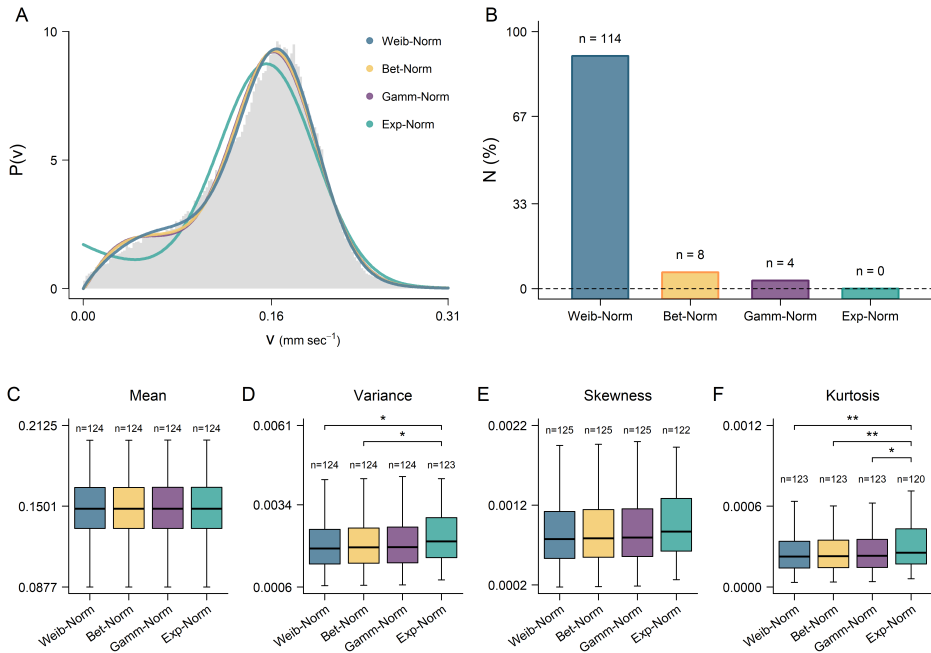 A
10
5
0
P(v)
0.00
0.16
0.31
v (mm sec⁻¹)
Weib-Norm
Bet-Norm
Gamm-Norm
Exp-Norm
B
100
67
33
0
N (%)
n = 114
n = 8
n = 4
n = 0
Weib-Norm
Bet-Norm
Gamm-Norm
Exp-Norm
C
Mean
0.2125
0.1501
0.0877
n=124
n=124
n=124
n=124
Weib-Norm
Bet-Norm
Gamm-Norm
Exp-Norm
D
Variance
0.0061
0.0034
0.0006
*
*
n=124
n=124
n=124
n=123
Weib-Norm
Bet-Norm
Gamm-Norm
Exp-Norm
E
Skewness
0.0022
0.0012
0.0002
n=125
n=125
n=125
n=122
Weib-Norm
Bet-Norm
Gamm-Norm
Exp-Norm
F
Kurtosis
0.0012
0.0006
0.0000
**
**
*
n=123
n=123
n=123
n=120
Weib-Norm
Bet-Norm
Gamm-Norm
Exp-Norm